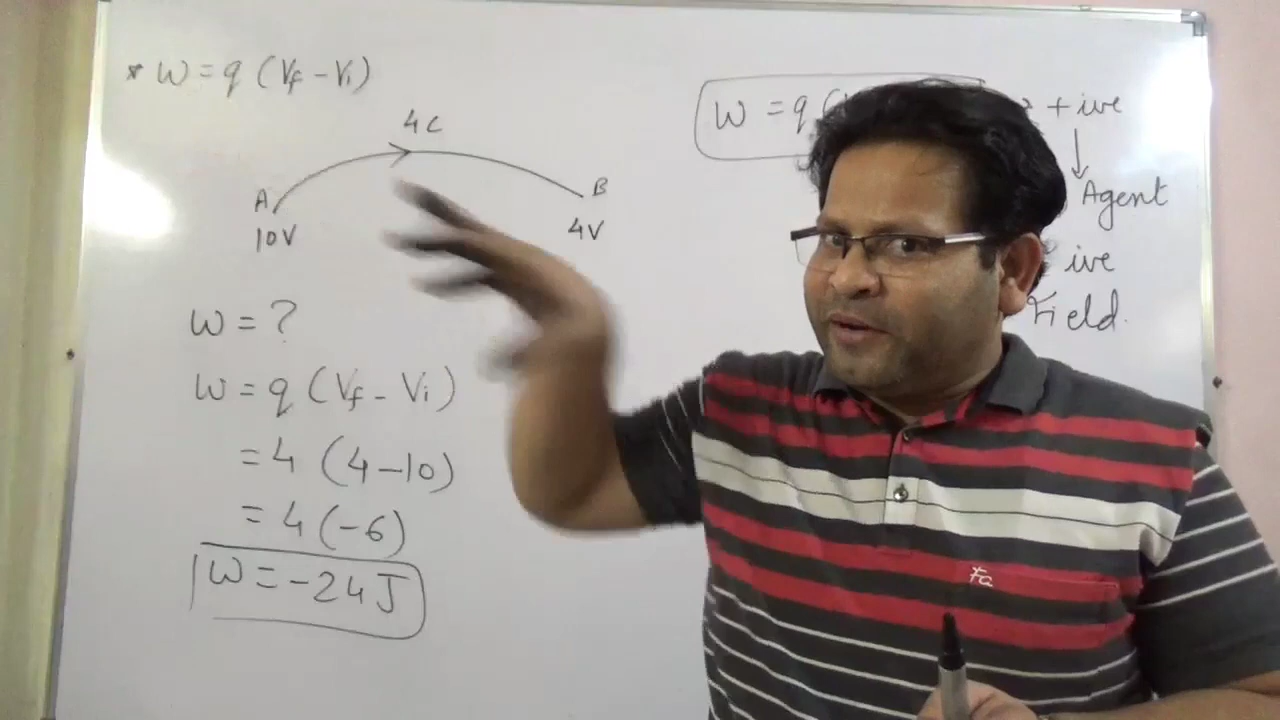 * W = q (Vf - Vi)
4C
A
10V
B
4V
W = ?
W = q (Vf - Vi)
= 4 (4 - 10)
= 4 (-6)
W = -24J
W = q (
+ ive
Agent
ive
Field.